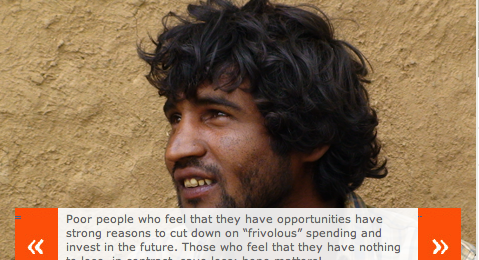 Poor people who feel that they have opportunities have
strong reasons to cut down on “frivolous” spending and
invest in the future. Those who feel that they have nothing
to lose, in contrast, save less: hope matters!
« »